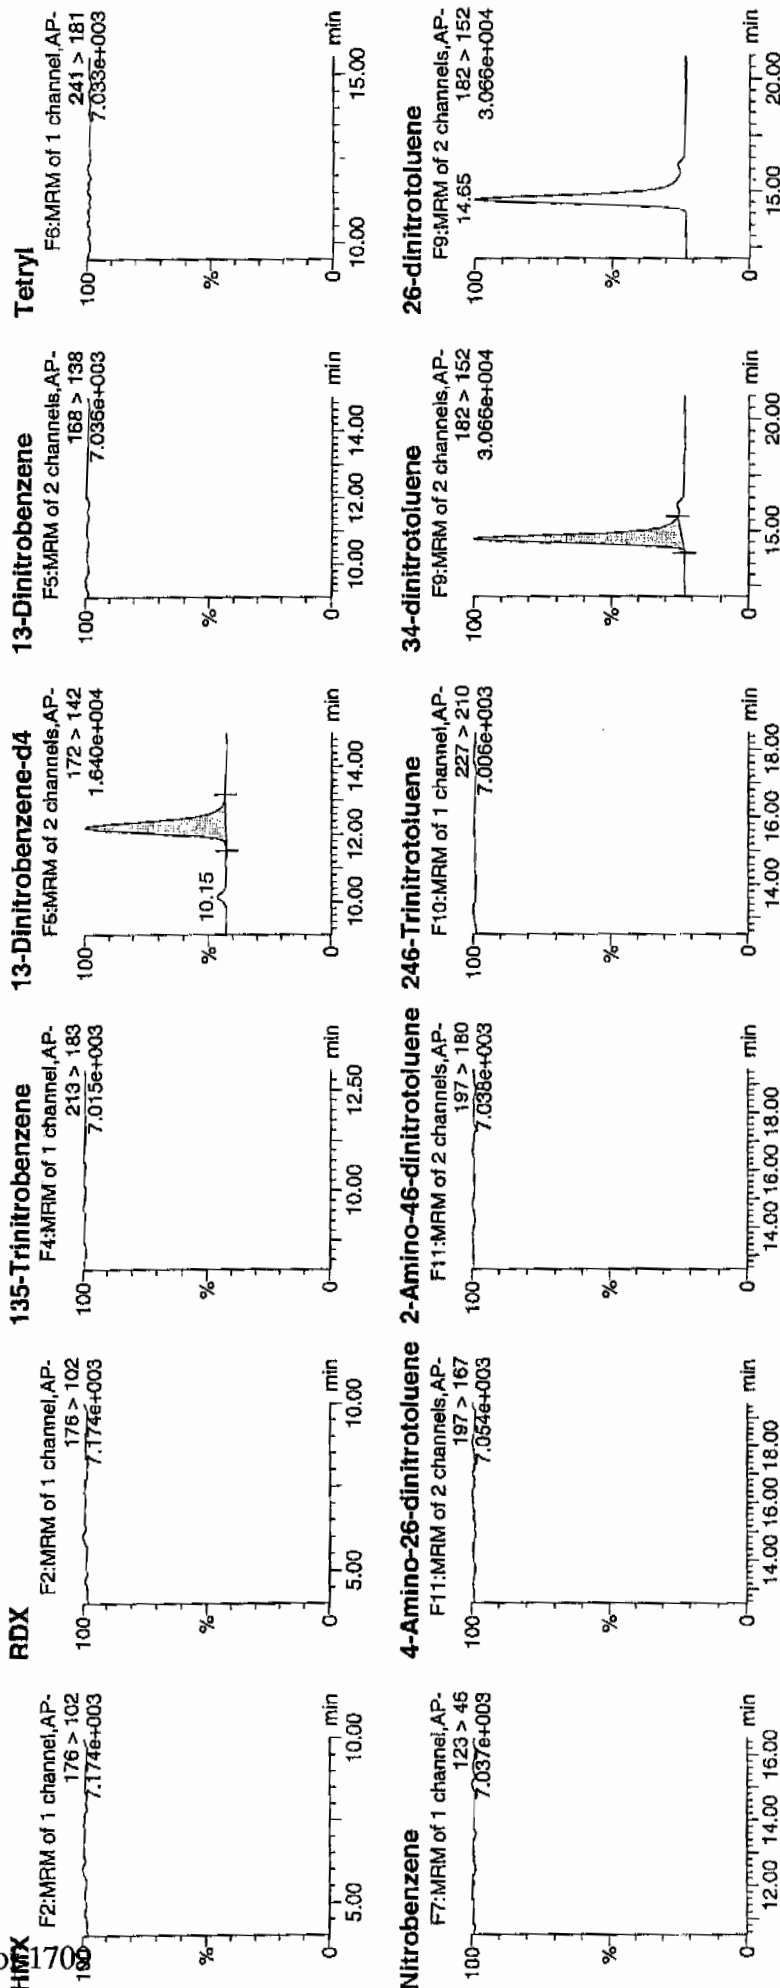 HMX
F2:MRM of 1 channel,AP-
176 > 102
7.174e+003
100
%
0
5.00
10.00
min
RDX
F2:MRM of 1 channel,AP-
176 > 102
7.174e+003
100
%
0
5.00
10.00
min
135-Trinitrobenzene
F4:MRM of 1 channel,AP-
213 > 183
7.015e+003
100
%
0
10.00
12.50
min
13-Dinitrobenzene-d4
F5:MRM of 2 channels,AP-
172 > 142
1.640e+004
100
10.15
%
0
10.00
12.00
14.00
min
13-Dinitrobenzene
F5:MRM of 2 channels,AP-
168 > 138
7.036e+003
100
%
0
10.00
12.00
14.00
min
Tetryl
F6:MRM of 1 channel,AP-
241 > 181
7.033e+003
100
%
0
10.00
15.00
min
Nitrobenzene
F7:MRM of 1 channel,AP-
123 > 46
7.037e+003
100
%
0
12.00
14.00
16.00
min
4-Amino-26-dinitrotoluene
F11:MRM of 2 channels,AP-
197 > 167
7.054e+003
100
%
0
14.00
16.00
18.00
min
2-Amino-46-dinitrotoluene
F11:MRM of 2 channels,AP-
197 > 180
7.038e+003
100
%
0
14.00
16.00
18.00
min
246-Trinitrotoluene
F10:MRM of 1 channel,AP-
227 > 210
7.006e+003
100
%
0
14.00
16.00
18.00
min
34-dinitrotoluene
F9:MRM of 2 channels,AP-
182 > 152
3.066e+004
100
%
0
15.00
20.00
min
26-dinitrotoluene
F9:MRM of 2 channels,AP-
182 > 152
3.066e+004
14.65
100
%
0
15.00
20.00
min
1709